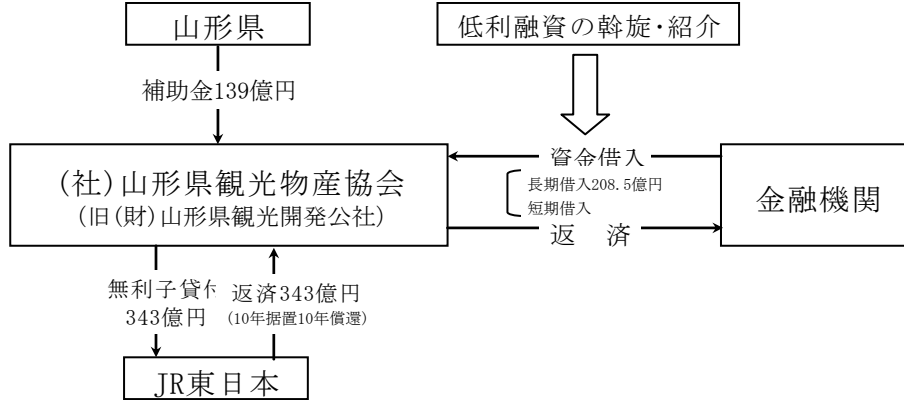 山形県
低利融資の斡旋・紹介
補助金139億円
(社)山形県観光物産協会
(旧(財)山形県観光開発公社)
資金借入
長期借入208.5億円
短期借入
返　済
金融機関
無利子貸付
343億円
返済343億円
(10年据置10年償還)
JR東日本